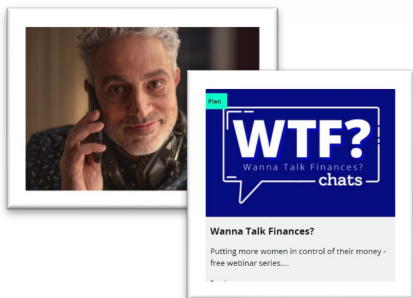 Plan
WTF?
Wanna Talk Finances?
chats
Wanna Talk Finances?
Putting more women in control of their money -
free webinar series....